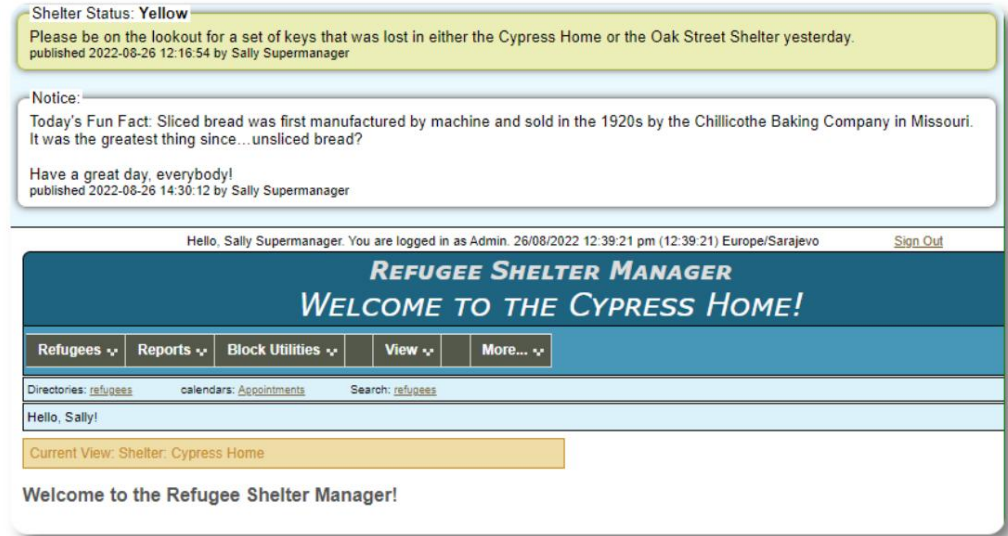 Shelter Status: Yellow
Please be on the lookout for a set of keys that was lost in either the Cypress Home or the Oak Street Shelter yesterday.
published 2022-08-26 12:16:54 by Sally Supermanager
Notice:
Today's Fun Fact: Sliced bread was first manufactured by machine and sold in the 1920s by the Chillicothe Baking Company in Missouri.
It was the greatest thing since...unsliced bread?
Have a great day, everybody!
published 2022-08-26 14:30:12 by Sally Supermanager
Hello, Sally Supermanager. You are logged in as Admin. 26/08/2022 12:39:21 pm (12:39:21) Europe/Sarajevo Sign Out
Refugee Shelter Manager
Welcome to the Cypress Home!
Refugees Reports Block Utilities View More...
Directories: refugees calendars: Appointments Search: refugees
Hello, Sally!
Current View: Shelter: Cypress Home
Welcome to the Refugee Shelter Manager!